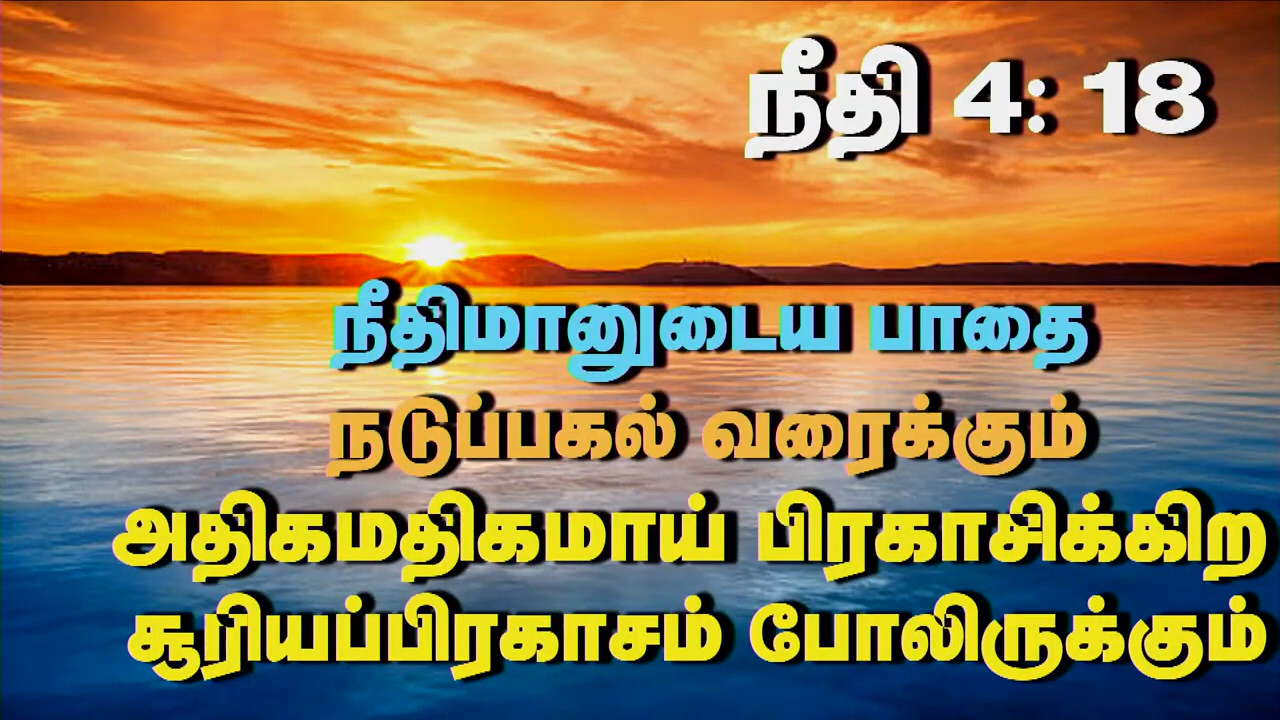 நீதி 4: 18
நீதிமானுடைய பாதை
நடுப்பகல் வரைக்கும்
அதிகமதிகமாய் பிரகாசிக்கிற
சூரியப்பிரகாசம் போலிருக்கும்